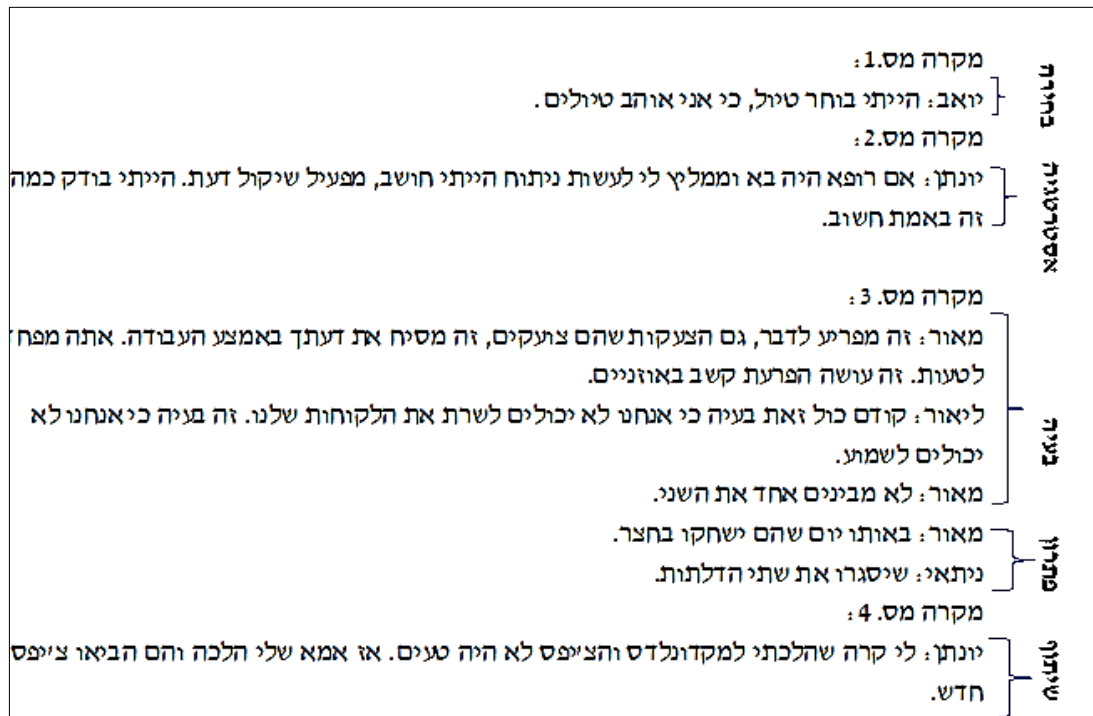 מקרה מס.1:
בחירה
יואב: הייתי בוחר טיול, כי אני אוהב טיולים.
מקרה מס.2:
אסטרטגיה
יונתן: אם רופא היה בא וממליץ לי לעשות ניתוח הייתי חושב, מפעיל שיקול דעת. הייתי בודק כמה
זה באמת חשוב.
מקרה מס. 3:
בעיה
מאור: זה מפריע לדבר, גם הצעקות שהם צועקים, זה מסיח את דעתך באמצע העבודה. אתה מפחד
לטעות. זה עושה הפרעת קשב באוזניים.
ליאור: קודם כול זאת בעיה כי אנחנו לא יכולים לשרת את הלקוחות שלנו. זה בעיה כי אנחנו לא
יכולים לשמוע.
מאור: לא מבינים אחד את השני.
פתרון
מאור: באותו יום שהם ישחקו בחצר.
ניתאי: שיסגרו את שתי הדלתות.
מקרה מס. 4:
שיתוף
יונתן: לי קרה שהלכתי למקדונלדס והצ'יפס לא היה טעים. אז אמא שלי הלכה והם הביאו צ'יפס
חדש.